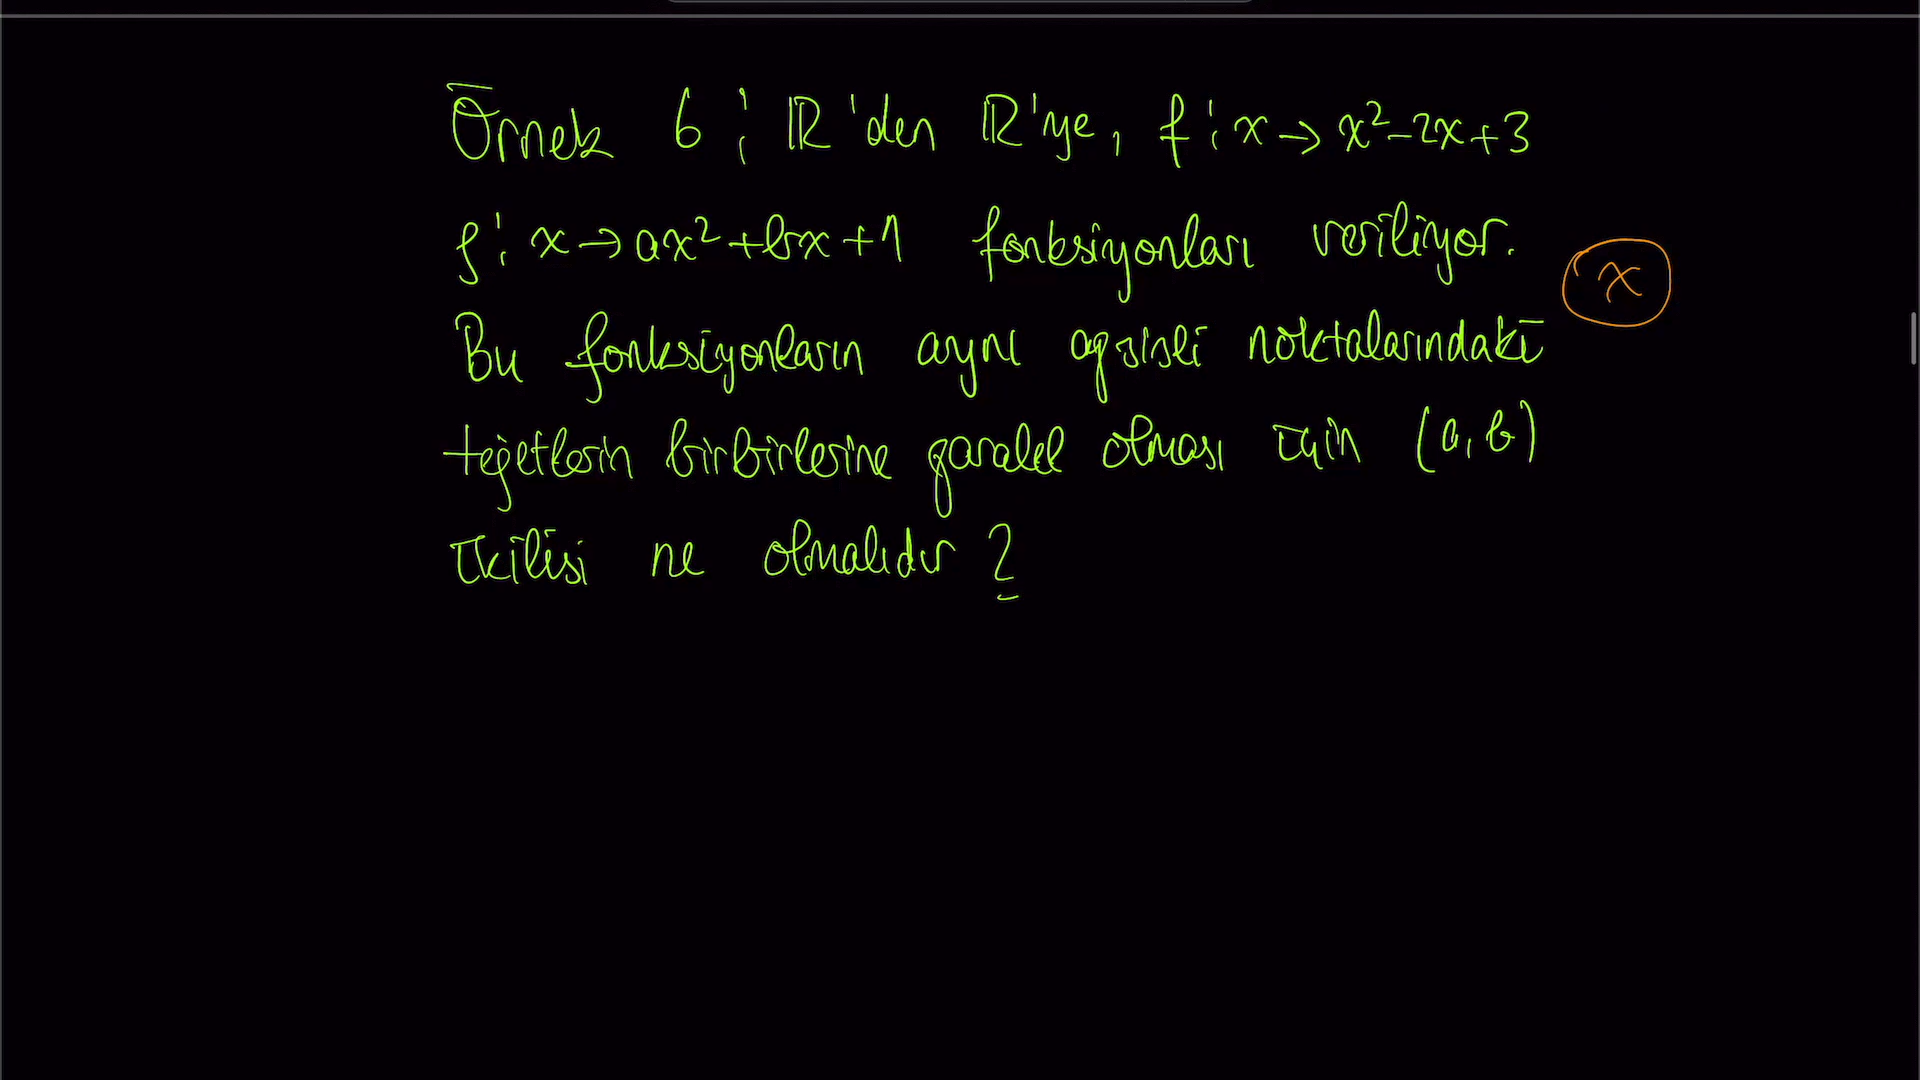 Örnek 6: ℝ'den ℝ'ye, f: x → x² - 2x + 3
g: x → ax² + bx + 1 fonksiyonları veriliyor.
x
Bu fonksiyonların aynı apsisli noktalarındaki
teğetlerin birbirlerine paralel olması için (a, b)
ikilisi ne olmalıdır?